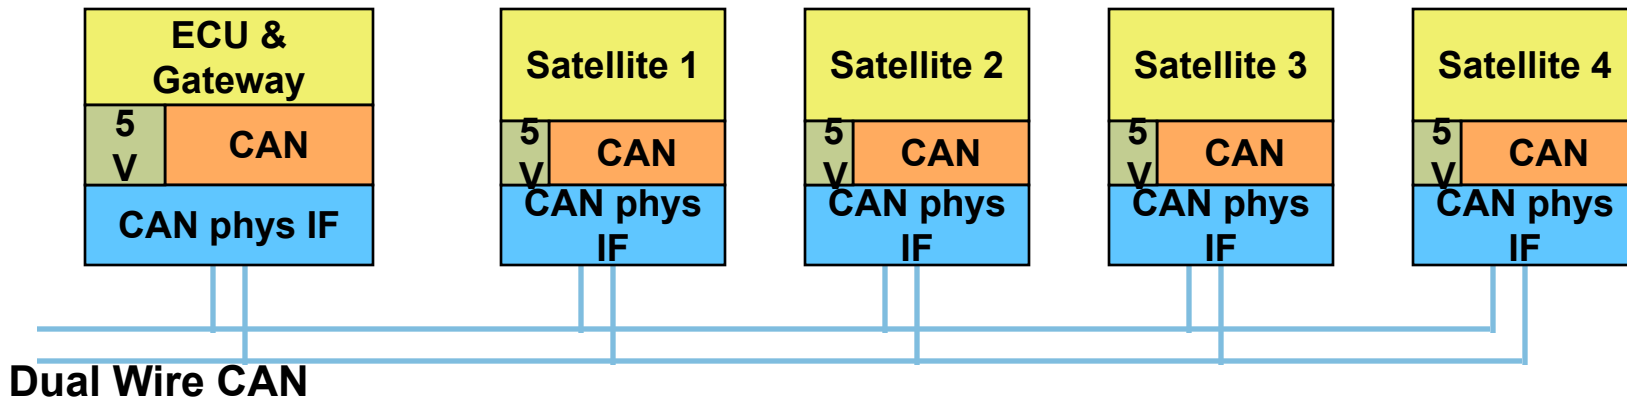 ECU &
Gateway
5
V
CAN
CAN phys IF
Satellite 1
5
V
CAN
CAN phys
IF
Satellite 2
5
V
CAN
CAN phys
IF
Satellite 3
5
V
CAN
CAN phys
IF
Satellite 4
5
V
CAN
CAN phys
IF
Dual Wire CAN